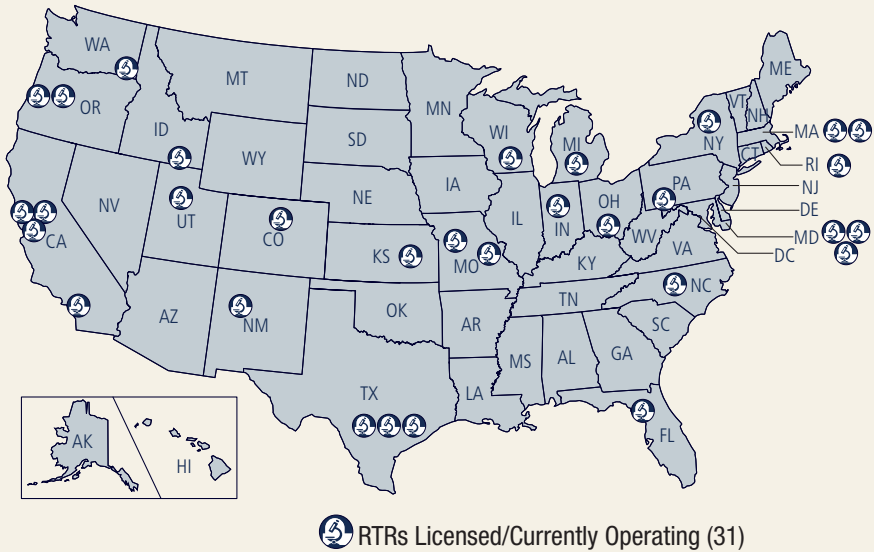 WA
MT
ND
MN
ME
OR
ID
WY
SD
WI
MI
NY
VT
NH
MA
CT
RI
NJ
DE
MD
DC
NV
UT
CO
NE
IA
IL
IN
OH
PA
WV
VA
CA
KS
MO
KY
NC
AZ
NM
OK
AR
TN
SC
TX
LA
MS
AL
GA
FL
AK
HI
RTRs Licensed/Currently Operating (31)